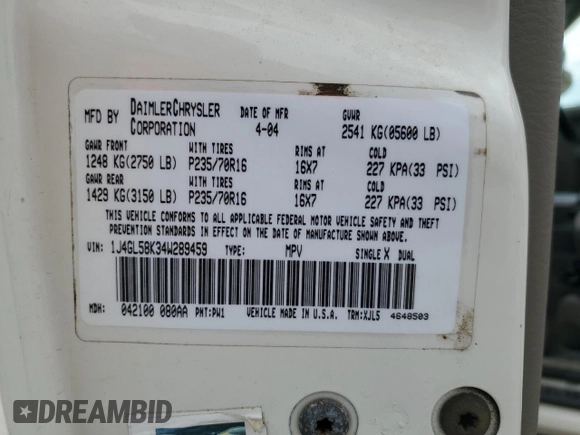 MFD BY DAIMLERCHRYSLER CORPORATION DATE OF MFR 4-04 GVWR 2541 KG(05600 LB)
GAWR FRONT WITH TIRES RIMS AT COLD
1248 KG(2750 LB) P235/70R16 16X7 227 KPA(33 PSI)
GAWR REAR WITH TIRES RIMS AT COLD
1429 KG(3150 LB) P235/70R16 16X7 227 KPA(33 PSI)
THIS VEHICLE CONFORMS TO ALL APPLICABLE FEDERAL MOTOR VEHICLE SAFETY AND THEFT
PREVENTION STANDARDS IN EFFECT ON THE DATE OF MANUFACTURE SHOWN ABOVE.
VIN: 1J4GL58K34W289459 TYPE: MPV SINGLE X DUAL
MDH: 042100 080AA PNT:PW1 VEHICLE MADE IN U.S.A. TRM:XJL5 4648503
DREAMBID